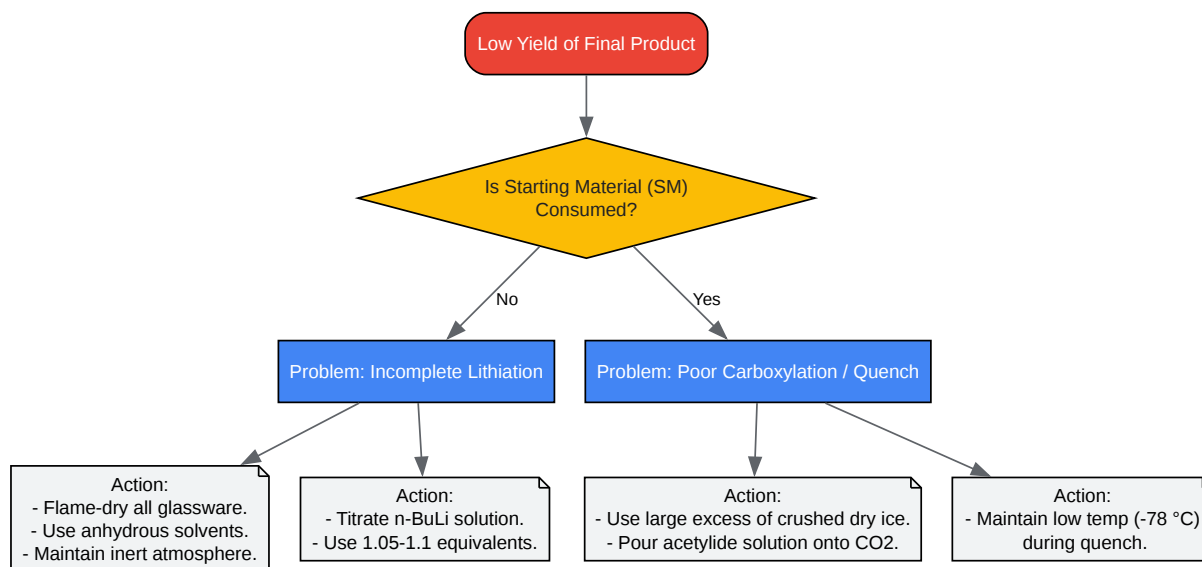 Low Yield of Final Product
Is Starting Material (SM)
Consumed?
No
Yes
Problem: Incomplete Lithiation
Problem: Poor Carboxylation / Quench
Action:
- Flame-dry all glassware.
- Use anhydrous solvents.
- Maintain inert atmosphere.
Action:
- Titrate n-BuLi solution.
- Use 1.05-1.1 equivalents.
Action:
- Use large excess of crushed dry ice.
- Pour acetylide solution onto CO2.
Action:
- Maintain low temp (-78 °C)
during quench.